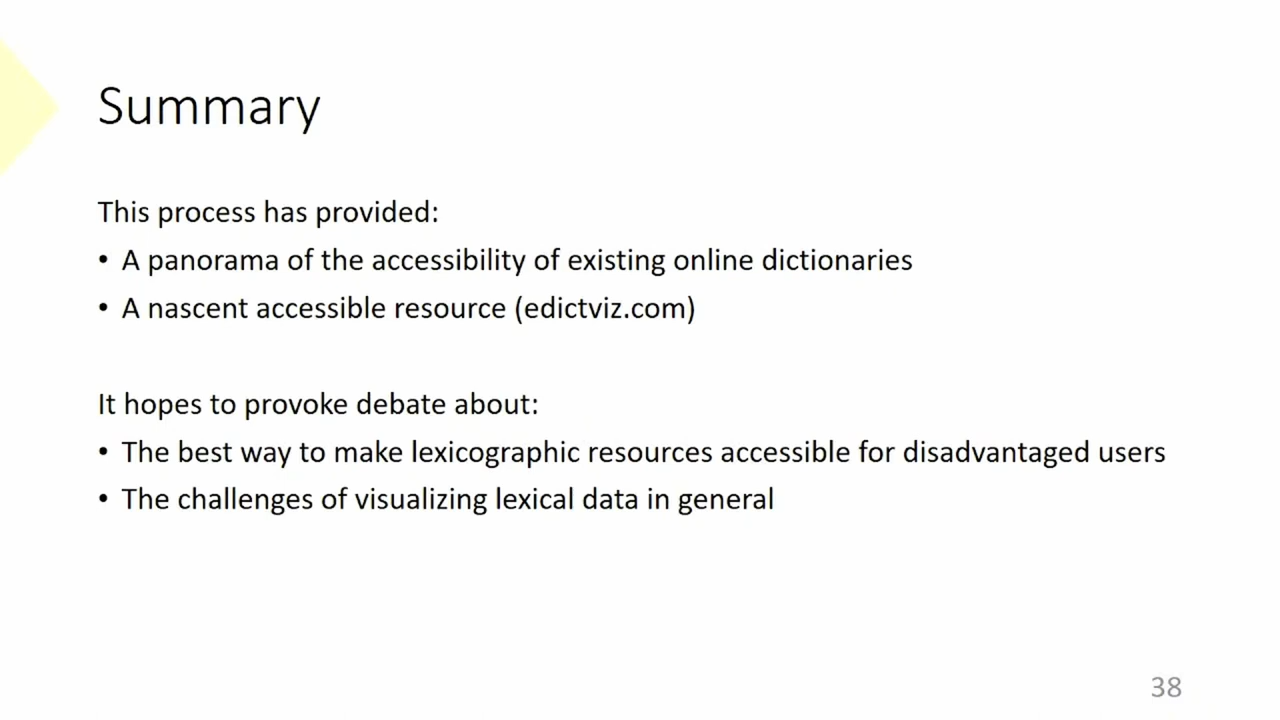 Summary
This process has provided:
• A panorama of the accessibility of existing online dictionaries
• A nascent accessible resource (edictviz.com)
It hopes to provoke debate about:
• The best way to make lexicographic resources accessible for disadvantaged users
• The challenges of visualizing lexical data in general
38